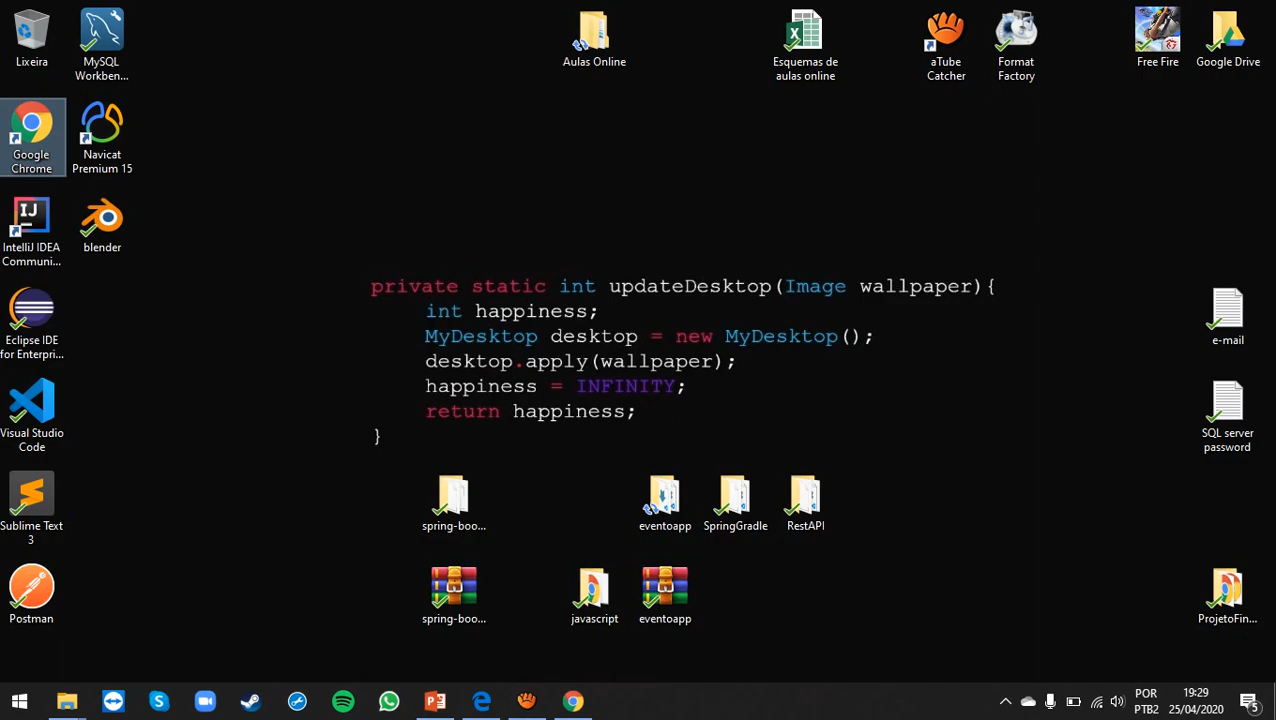 Lixeira
MySQL
Workben...
Aulas Online
Esquemas de
aulas online
aTube
Catcher
Format
Factory
Free Fire
Google Drive
Google
Chrome
Navicat
Premium 15
IJ
IntelliJ IDEA
Communi...
blender
Eclipse IDE
for Enterpri...
Visual Studio
Code
Sublime Text
3
Postman
private static int updateDesktop(Image wallpaper){
int happiness;
MyDesktop desktop = new MyDesktop();
desktop.apply(wallpaper);
happiness = INFINITY;
return happiness;
}
e-mail
SQL server
password
spring-boo...
eventoapp
SpringGradle
RestAPI
spring-boo...
javascript
eventoapp
ProjetoFin...
POR
PTB2
19:29
25/04/2020
5